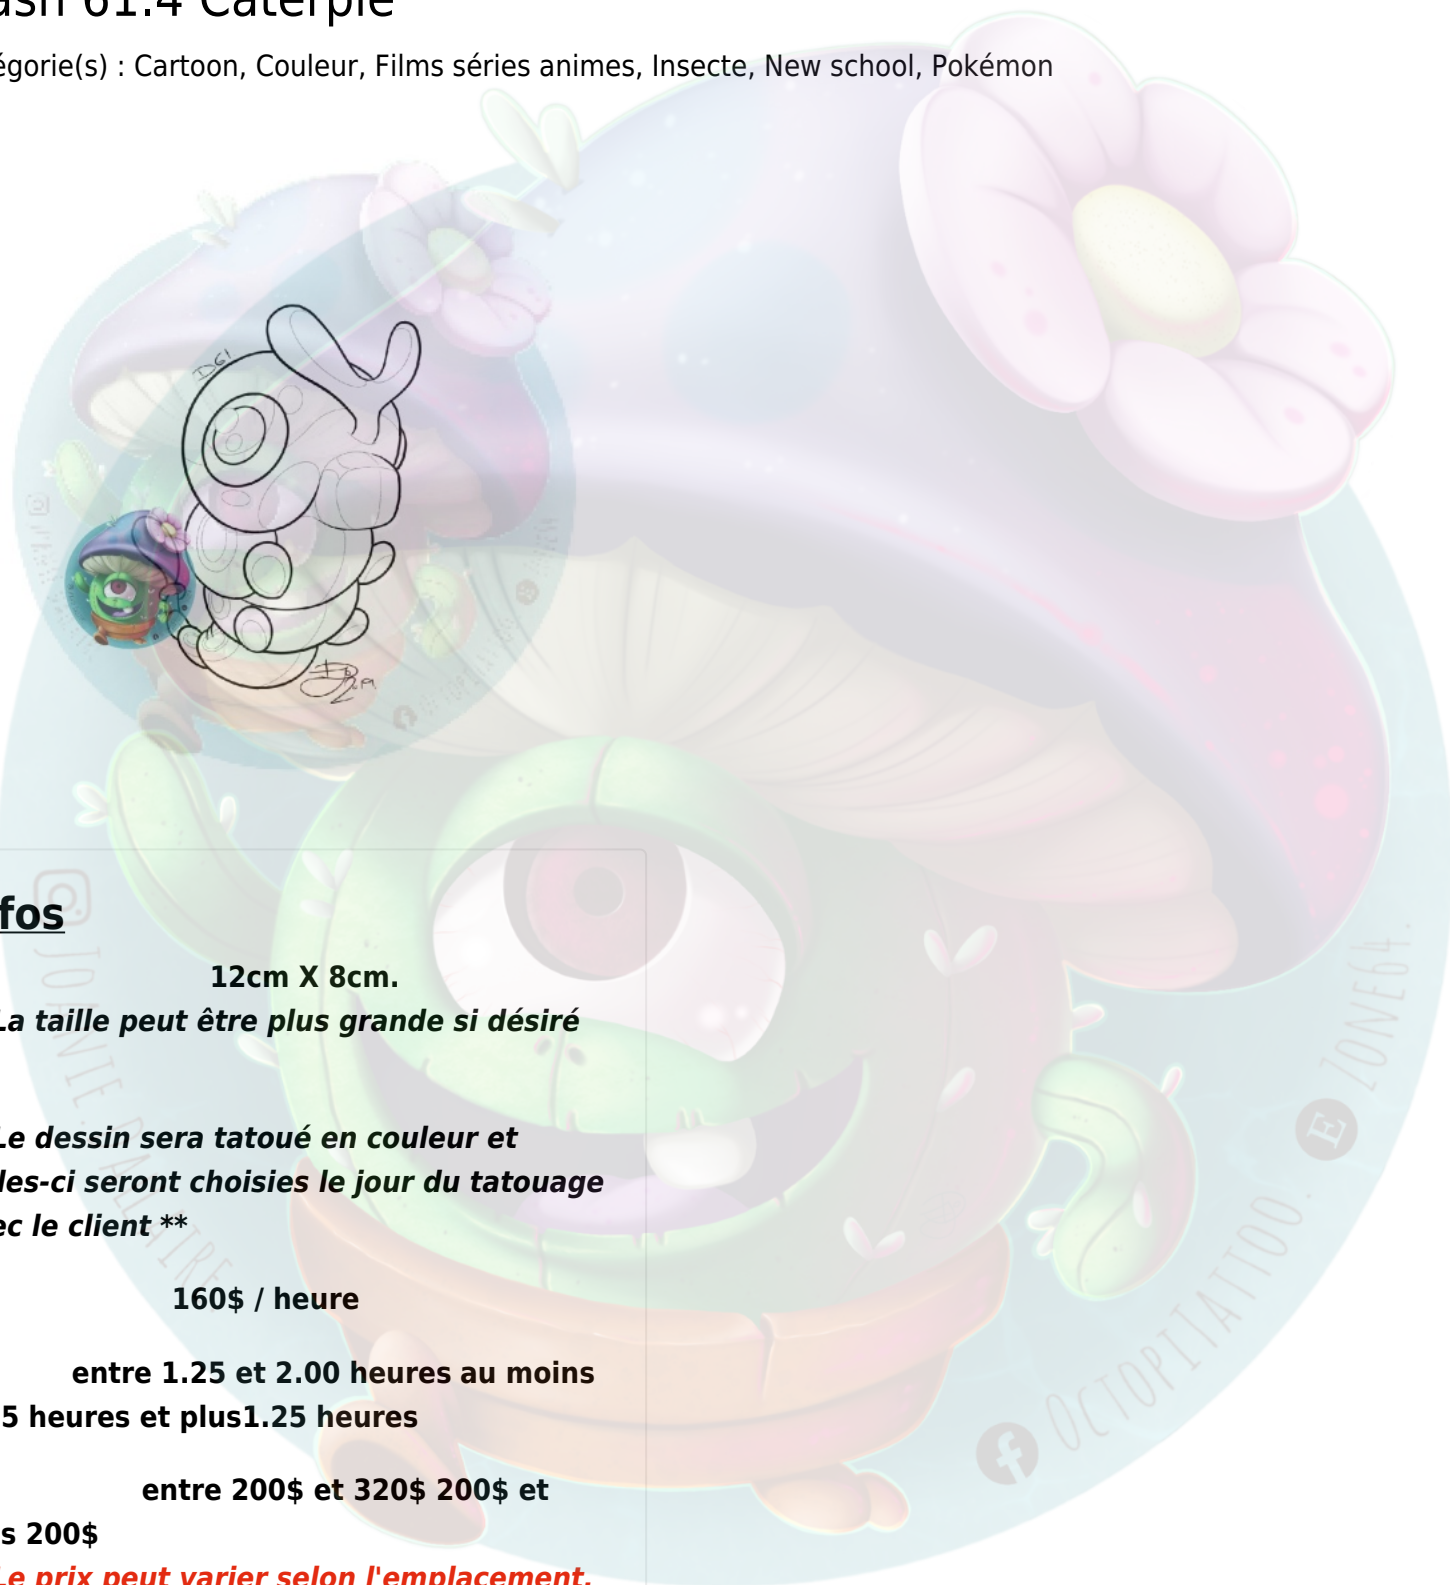 ash 61.4 Caterpie
égorie(s) : Cartoon, Couleur, Films séries animes, Insecte, New school, Pokémon
DG1
fos
12cm X 8cm.
La taille peut être plus grande si désiré
Le dessin sera tatoué en couleur et
les-ci seront choisies le jour du tatouage
ec le client **
160$ / heure
entre 1.25 et 2.00 heures au moins
5 heures et plus1.25 heures
entre 200$ et 320$ 200$ et
s 200$
Le prix peut varier selon l'emplacement.
OCTOPITATTOO.
ZONE64.